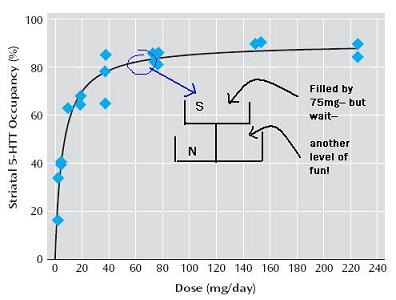 100
80
60
40
20
0
Striatal 5-HTT Occupancy (%)
0 20 40 60 80 100 120 140 160 180 200 220 240
Dose (mg/day)
S
N
Filled by
75mg– but
wait–
another
level of
fun!